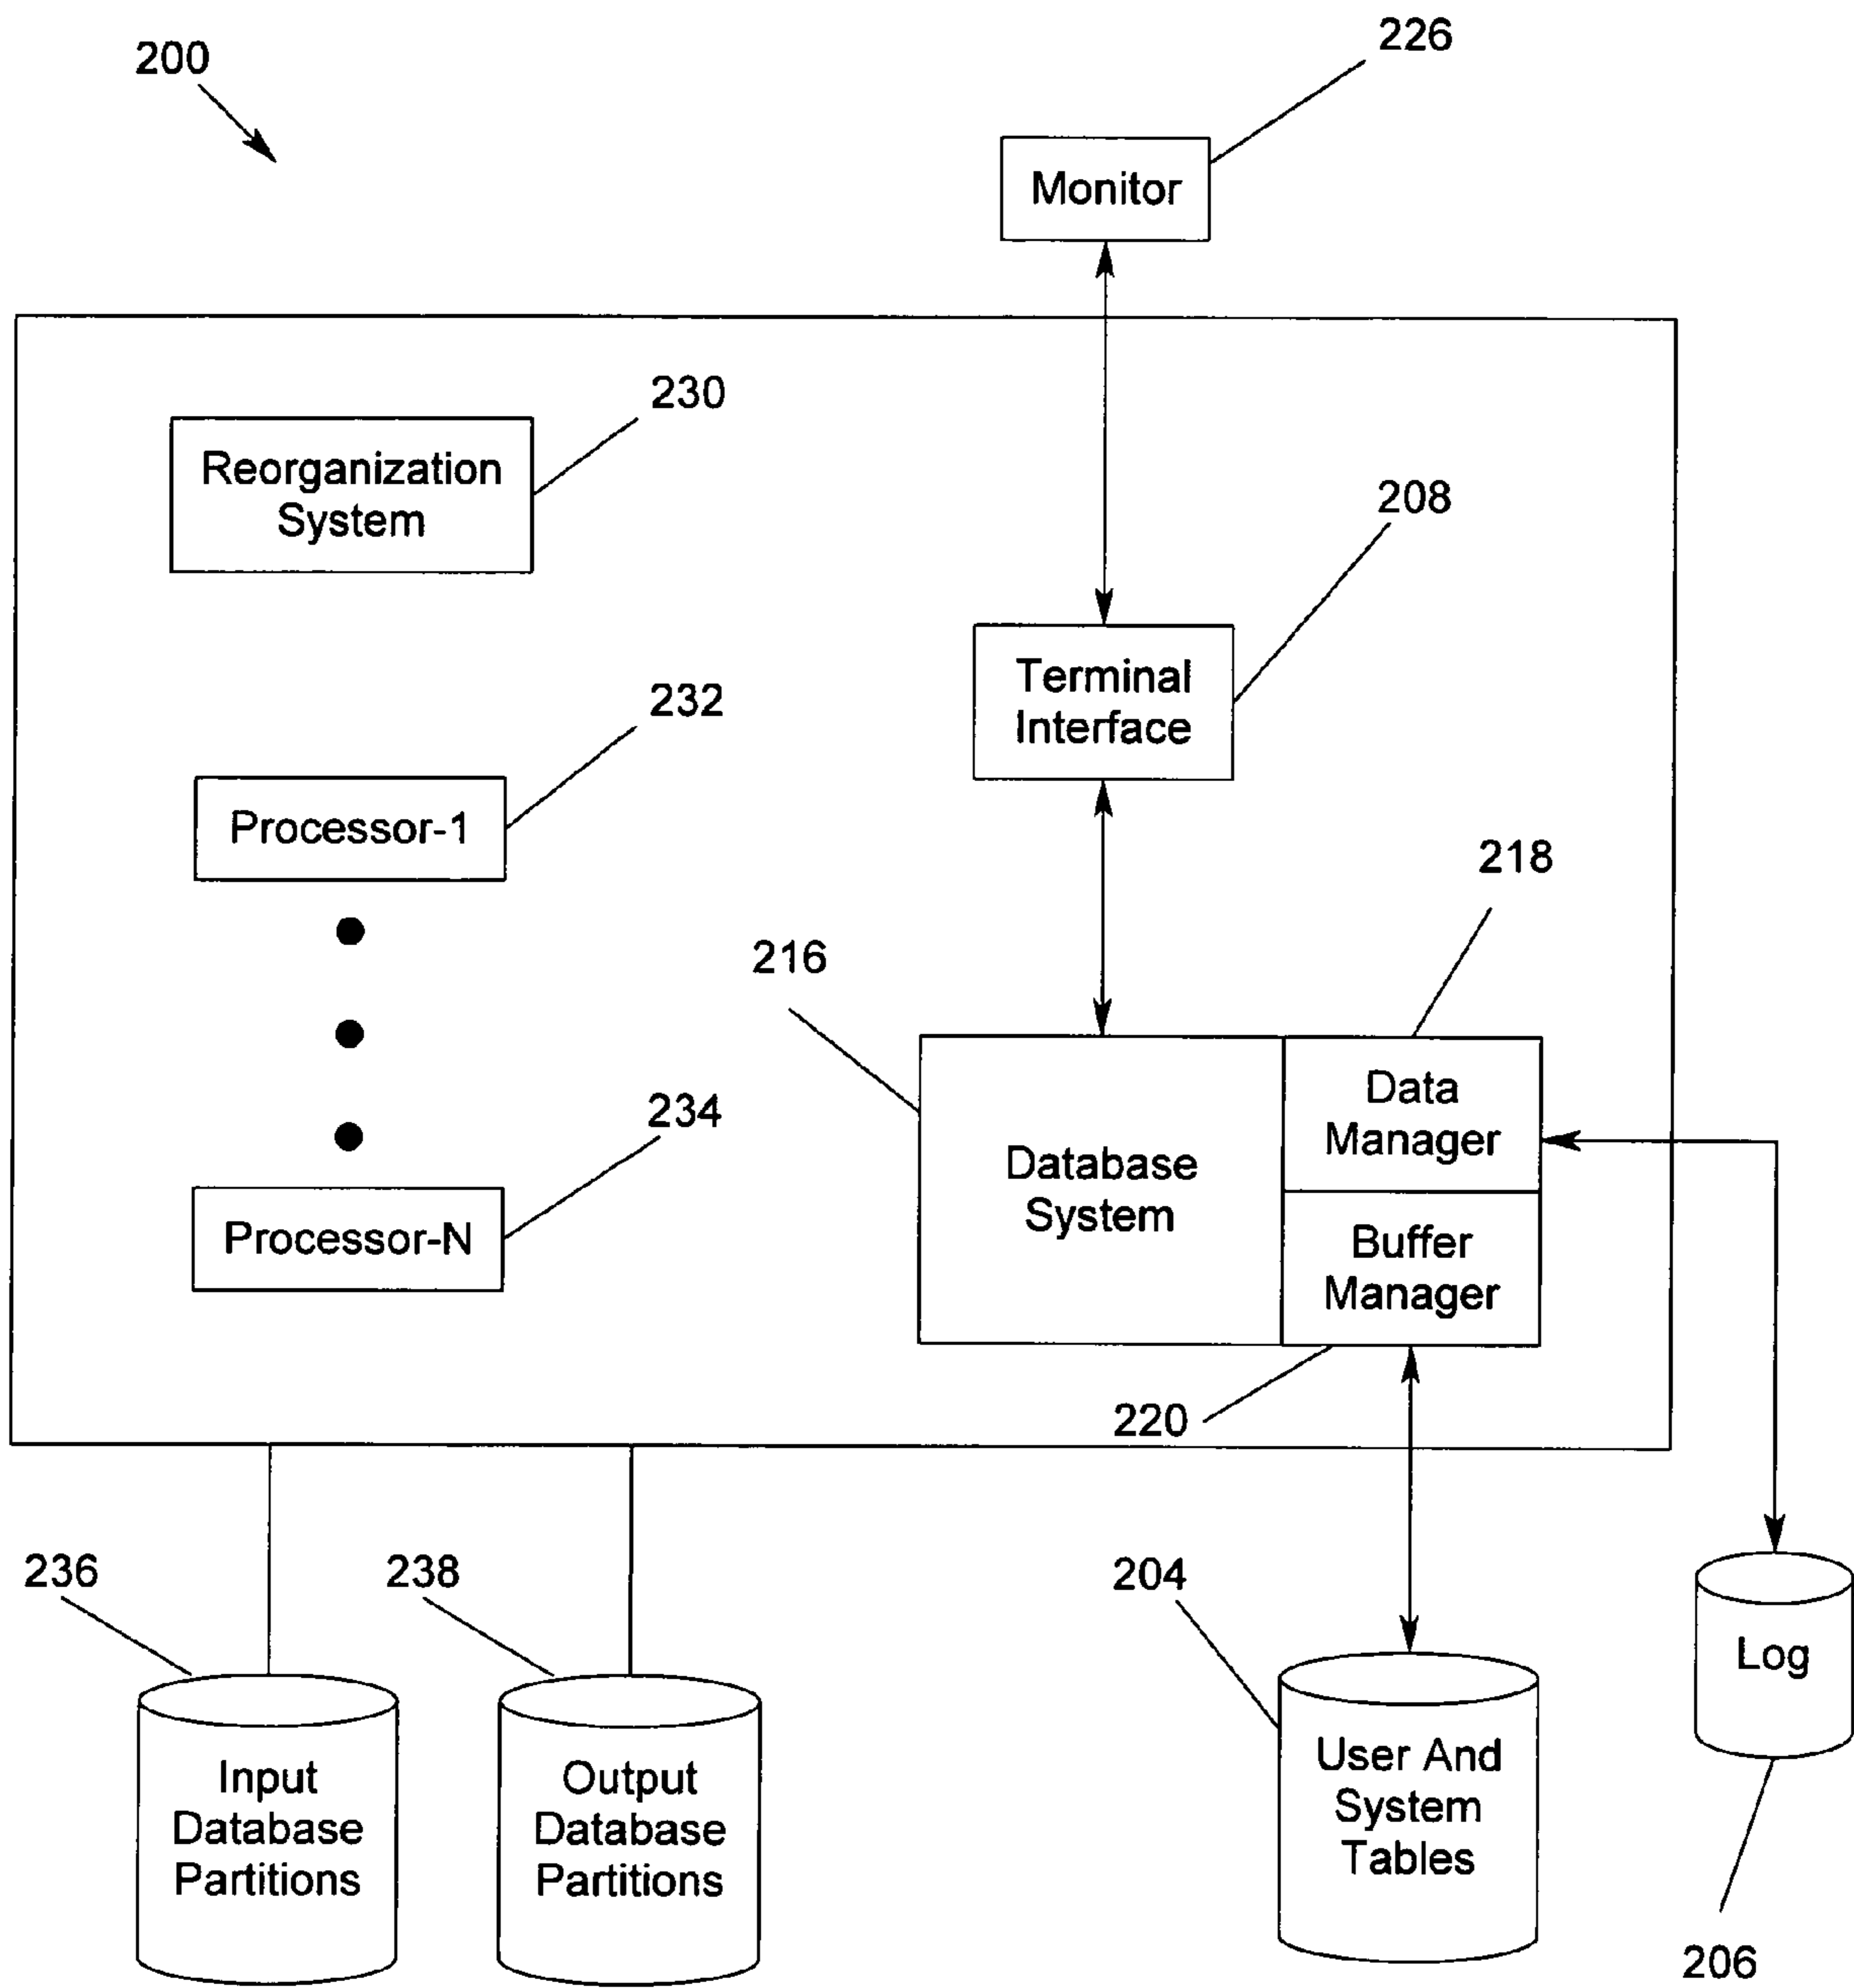 200
226
Monitor
230
Reorganization
System
208
Terminal
Interface
232
Processor-1
218
216
Data
Manager
234
Database
System
Processor-N
Buffer
Manager
220
236
238
204
Log
Input
Database
Partitions
Output
Database
Partitions
User And
System
Tables
206